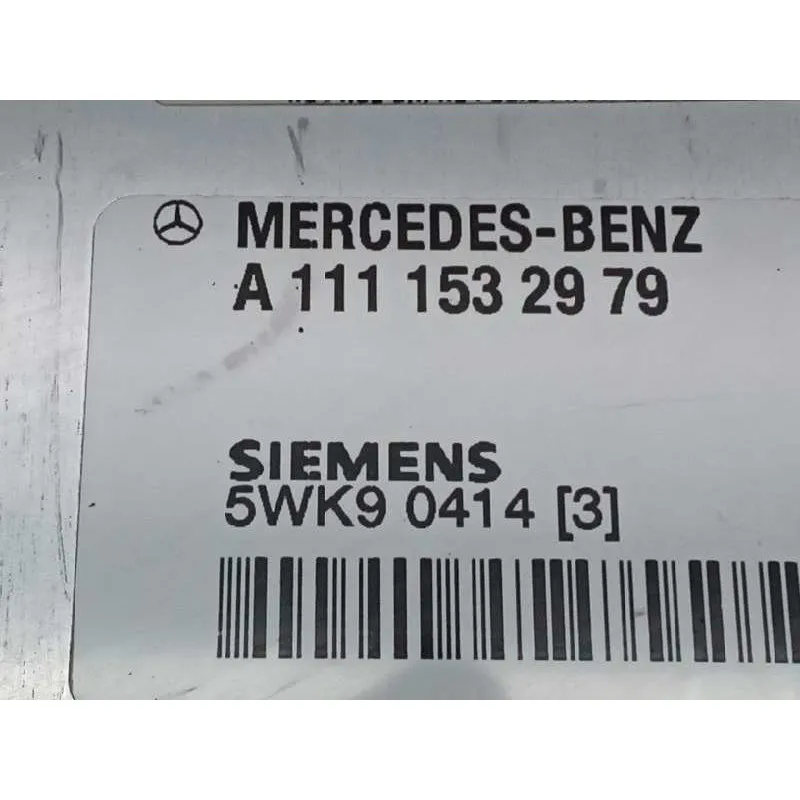 MERCEDES-BENZ
A 111 153 29 79
SIEMENS
5WK9 0414 [3]